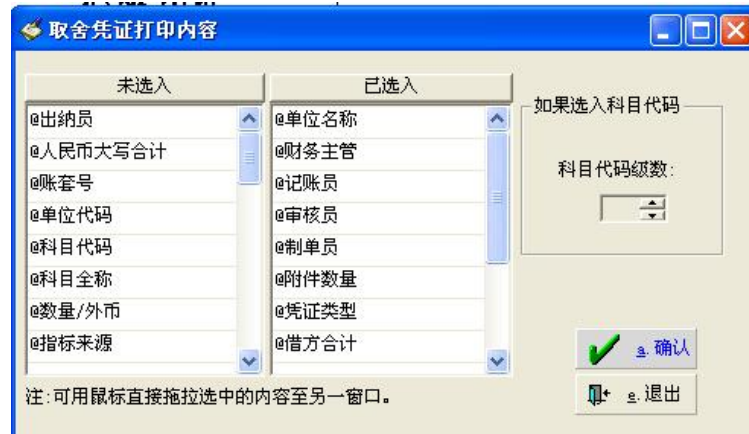 取舍凭证打印内容
未选入
已选入
@出纳员
@人民币大写合计
@账套号
@单位代码
@科目代码
@科目全称
@数量/外币
@指标来源
@单位名称
@财务主管
@记账员
@审核员
@制单员
@附件数量
@凭证类型
@借方合计
如果选入科目代码
科目代码级数:
a.确认
e.退出
注:可用鼠标直接拖拉选中的内容至另一窗口。